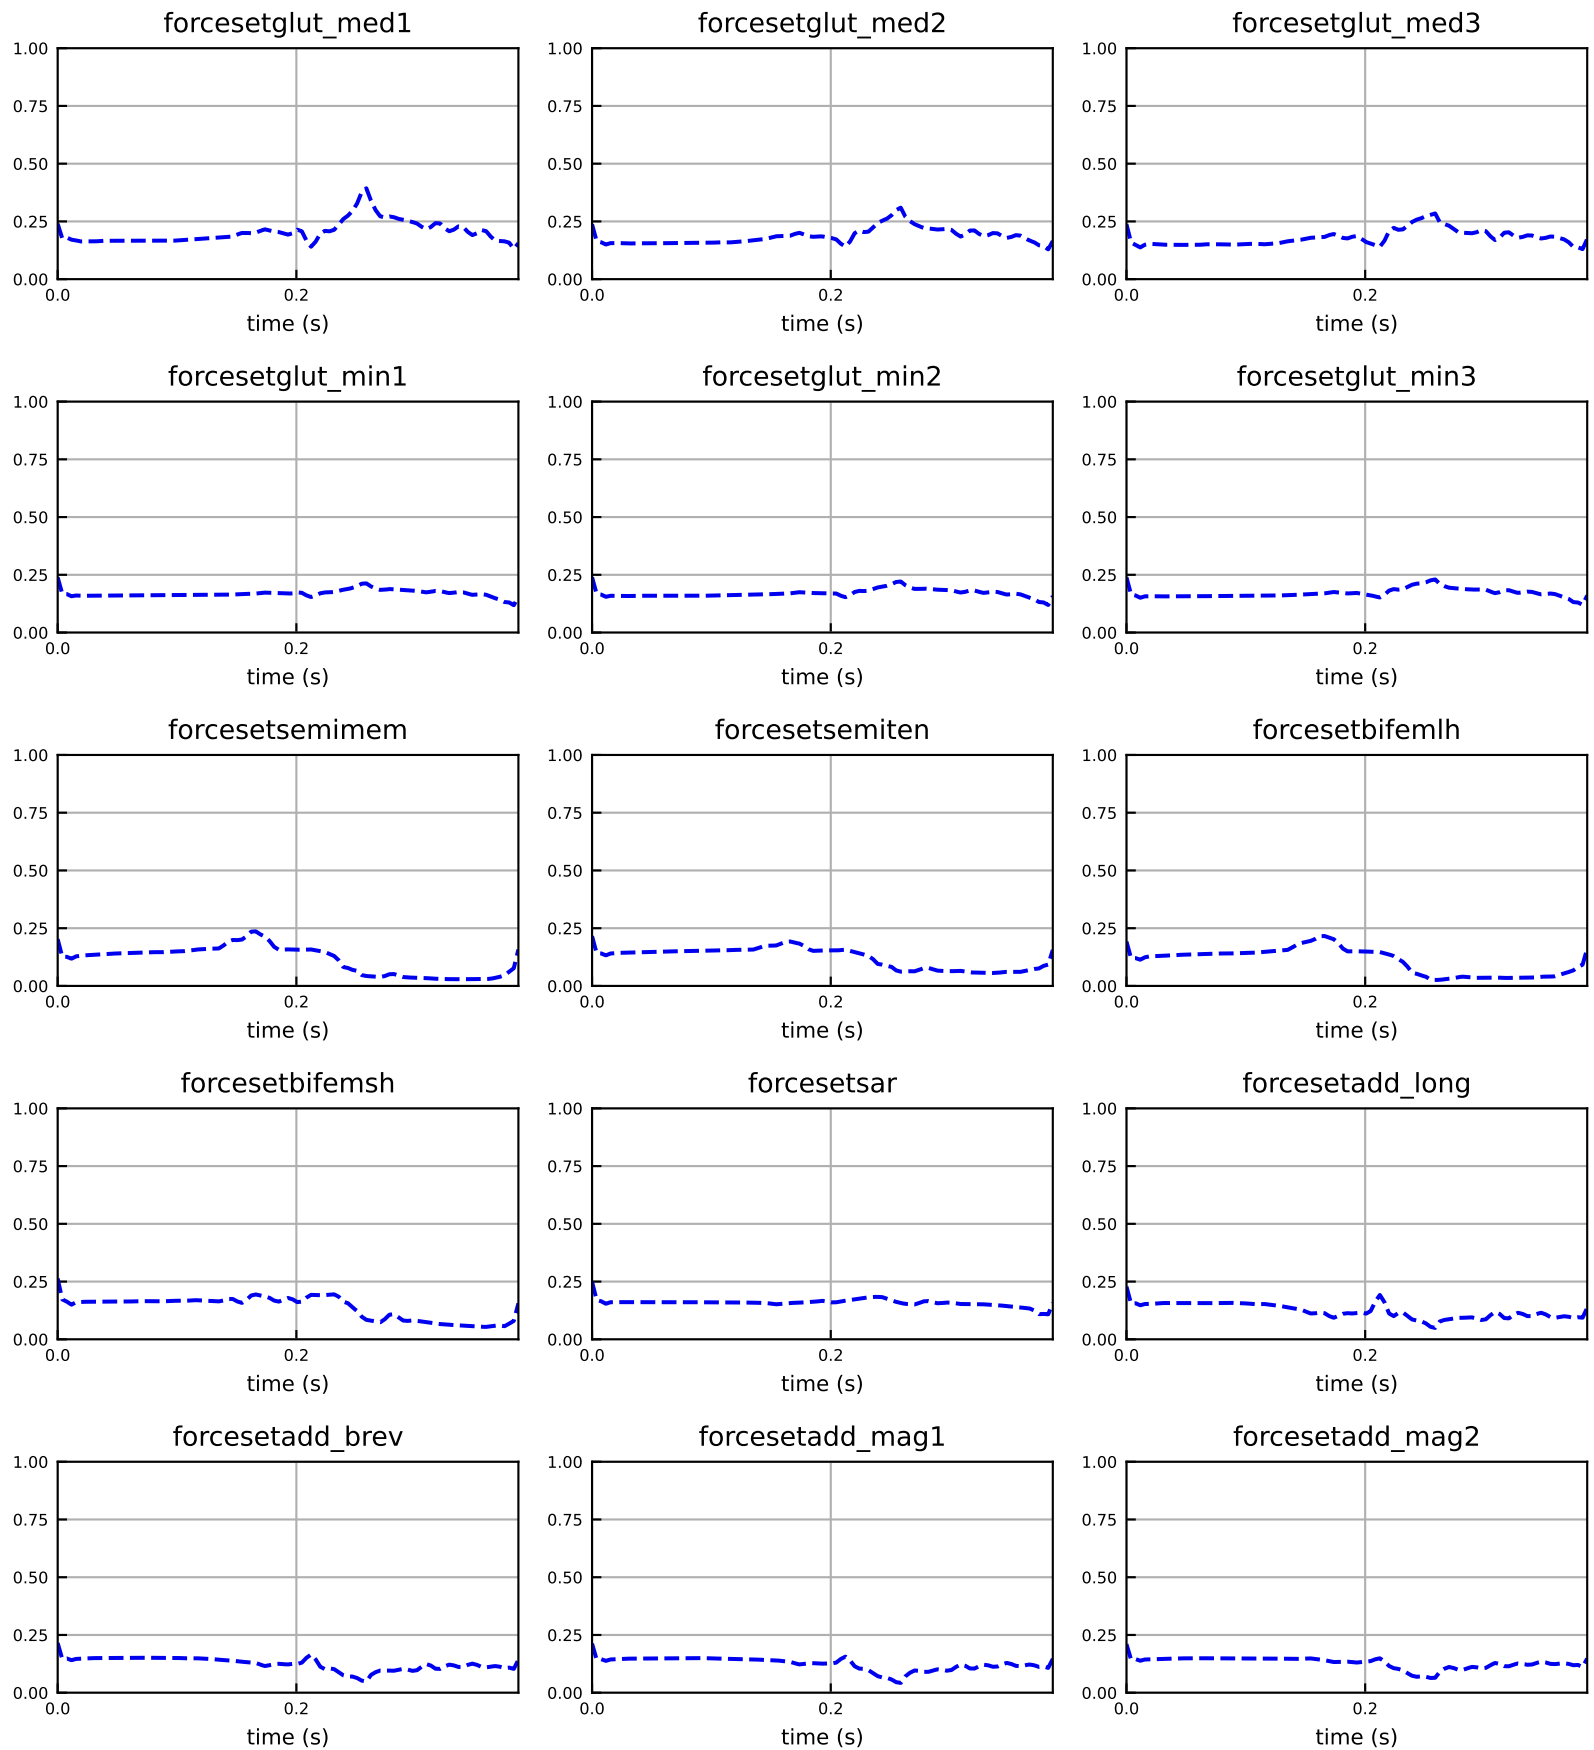 forcesetglut_med1 forcesetglut_med2 forcesetglut_med3
1.00 1.00 1.00
0.75 0.75 0.75
0.50 0.50 0.50
0.25 0.25 0.25
0.00 0.00 0.00
0.0 0.2 0.0 0.2 0.0 0.2
time (s) time (s) time (s)
forcesetglut_min1 forcesetglut_min2 forcesetglut_min3
1.00 1.00 1.00
0.75 0.75 0.75
0.50 0.50 0.50
0.25 0.25 0.25
0.00 0.00 0.00
0.0 0.2 0.0 0.2 0.0 0.2
time (s) time (s) time (s)
forcesetsemimem forcesetsemiten forcesetbifemlh
1.00 1.00 1.00
0.75 0.75 0.75
0.50 0.50 0.50
0.25 0.25 0.25
0.00 0.00 0.00
0.0 0.2 0.0 0.2 0.0 0.2
time (s) time (s) time (s)
forcesetbifemsh forcesetsar forcesetadd_long
1.00 1.00 1.00
0.75 0.75 0.75
0.50 0.50 0.50
0.25 0.25 0.25
0.00 0.00 0.00
0.0 0.2 0.0 0.2 0.0 0.2
time (s) time (s) time (s)
forcesetadd_brev forcesetadd_mag1 forcesetadd_mag2
1.00 1.00 1.00
0.75 0.75 0.75
0.50 0.50 0.50
0.25 0.25 0.25
0.00 0.00 0.00
0.0 0.2 0.0 0.2 0.0 0.2
time (s) time (s) time (s)